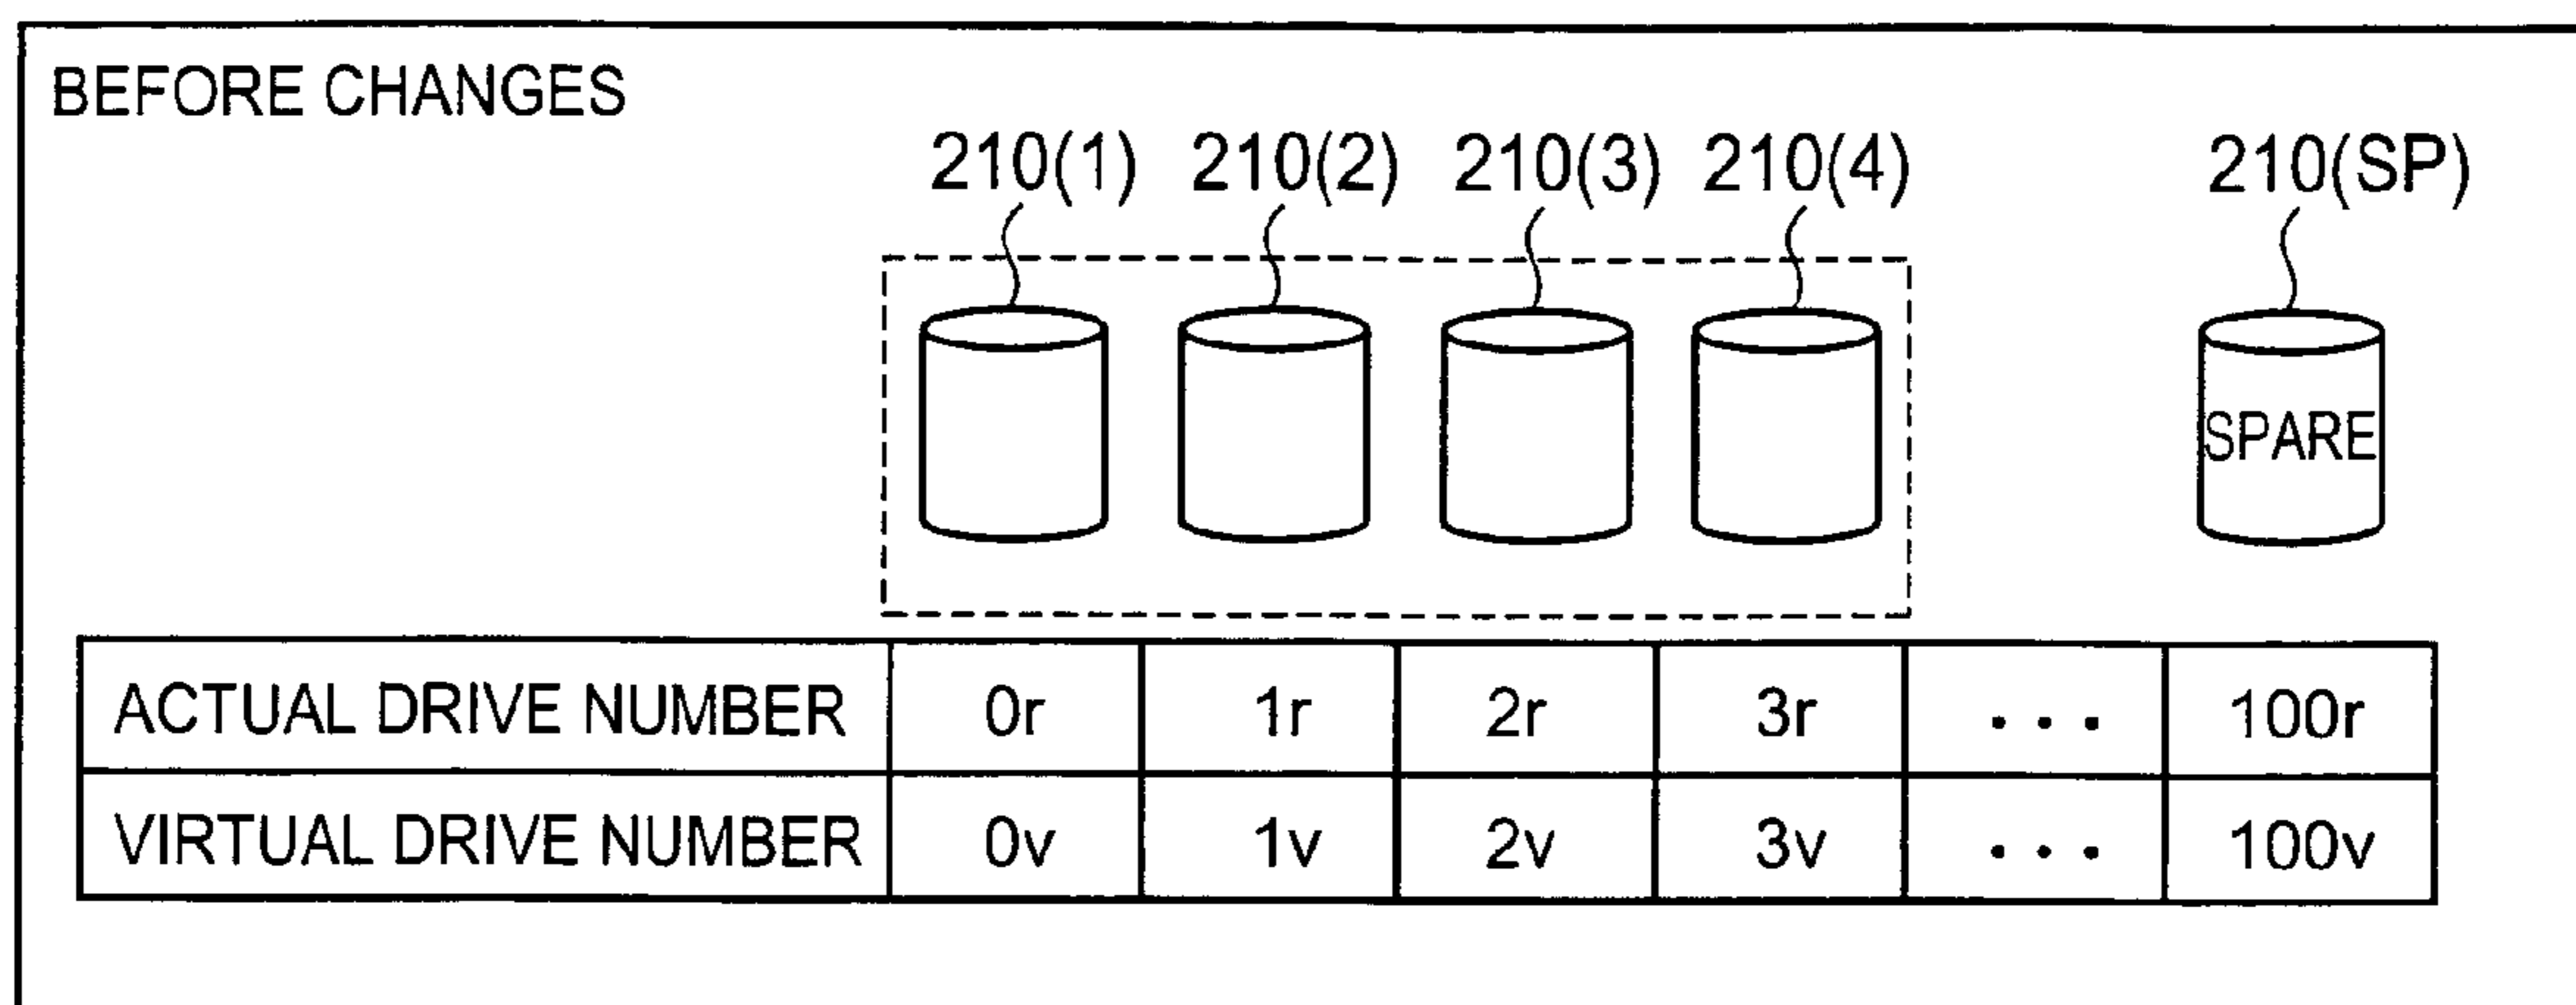 BEFORE CHANGES
210(1) 210(2) 210(3) 210(4) 210(SP)
SPARE
ACTUAL DRIVE NUMBER 0r 1r 2r 3r ... 100r
VIRTUAL DRIVE NUMBER 0v 1v 2v 3v ... 100v